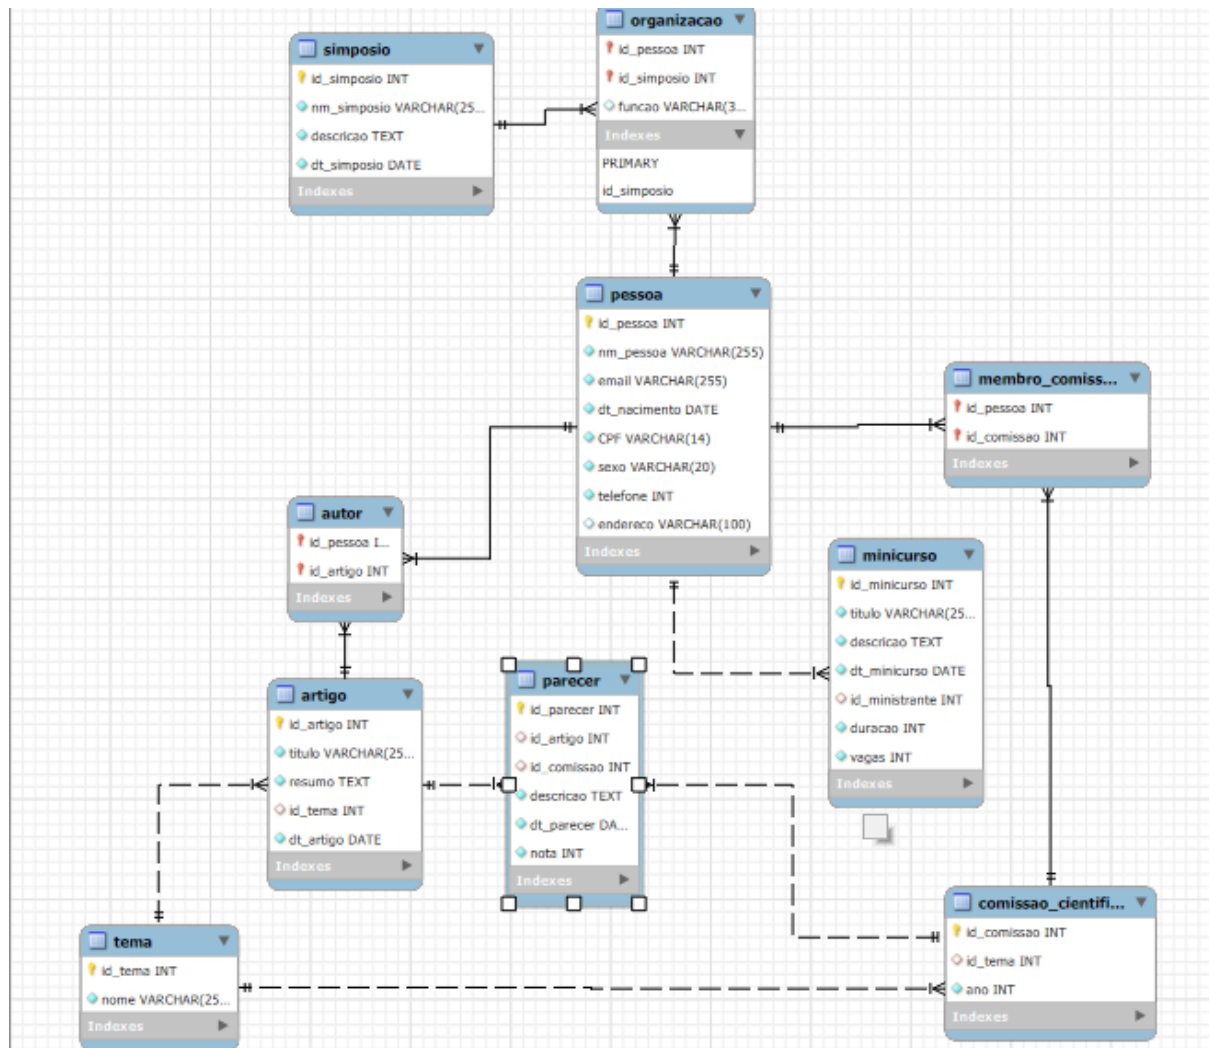 simposio
id_simposio INT
nm_simposio VARCHAR(25...
descricao TEXT
dt_simposio DATE
Indexes
organizacao
id_pessoa INT
id_simposio INT
funcao VARCHAR(3...
Indexes
PRIMARY
id_simposio
pessoa
id_pessoa INT
nm_pessoa VARCHAR(255)
email VARCHAR(255)
dt_nacimento DATE
CPF VARCHAR(14)
sexo VARCHAR(20)
telefone INT
endereco VARCHAR(100)
Indexes
membro_comiss...
id_pessoa INT
id_comissao INT
Indexes
autor
id_pessoa I...
id_artigo INT
Indexes
minicurso
id_minicurso INT
titulo VARCHAR(25...
descricao TEXT
dt_minicurso DATE
id_ministrante INT
duracao INT
vagas INT
Indexes
artigo
id_artigo INT
titulo VARCHAR(25...
resumo TEXT
id_tema INT
dt_artigo DATE
Indexes
parecer
id_parecer INT
id_artigo INT
id_comissao INT
descricao TEXT
dt_parecer DA...
nota INT
Indexes
tema
id_tema INT
nome VARCHAR(25...
Indexes
comissao_cientifi...
id_comissao INT
id_tema INT
ano INT
Indexes